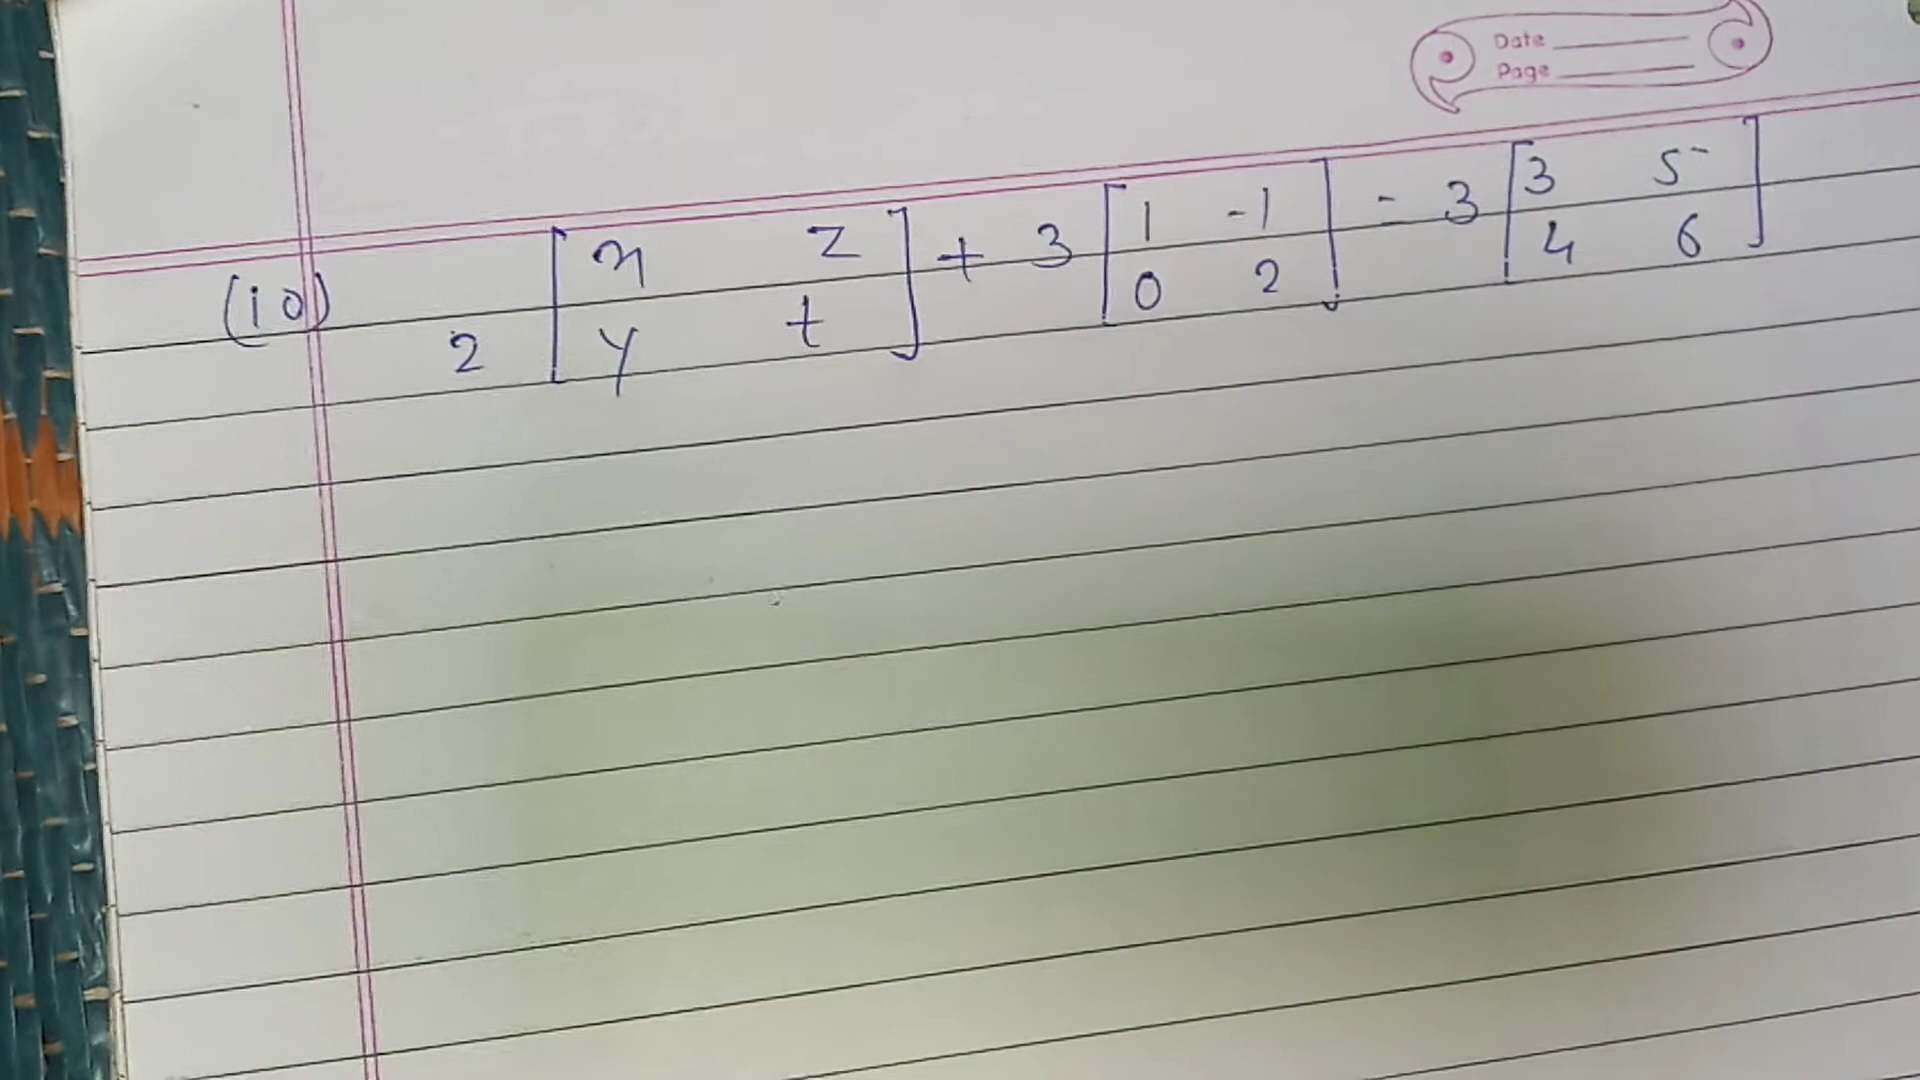 Date
Page
(10) 2 [x z] + 3 [1 -1] = 3 [3 5]
[y t] [0 2] [4 6]